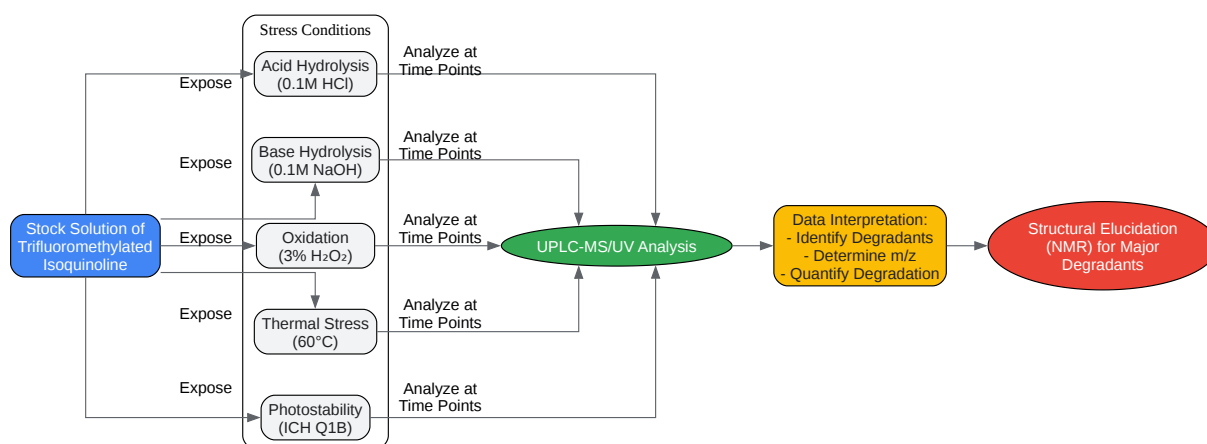 Stress Conditions
Stock Solution of
Trifluoromethylated
Isoquinoline
Expose
Acid Hydrolysis
(0.1M HCl)
Analyze at
Time Points
Expose
Base Hydrolysis
(0.1M NaOH)
Analyze at
Time Points
Expose
Oxidation
(3% H₂O₂)
Analyze at
Time Points
Expose
Thermal Stress
(60°C)
Analyze at
Time Points
Expose
Photostability
(ICH Q1B)
Analyze at
Time Points
UPLC-MS/UV Analysis
Data Interpretation:
- Identify Degradants
- Determine m/z
- Quantify Degradation
Structural Elucidation
(NMR) for Major
Degradants